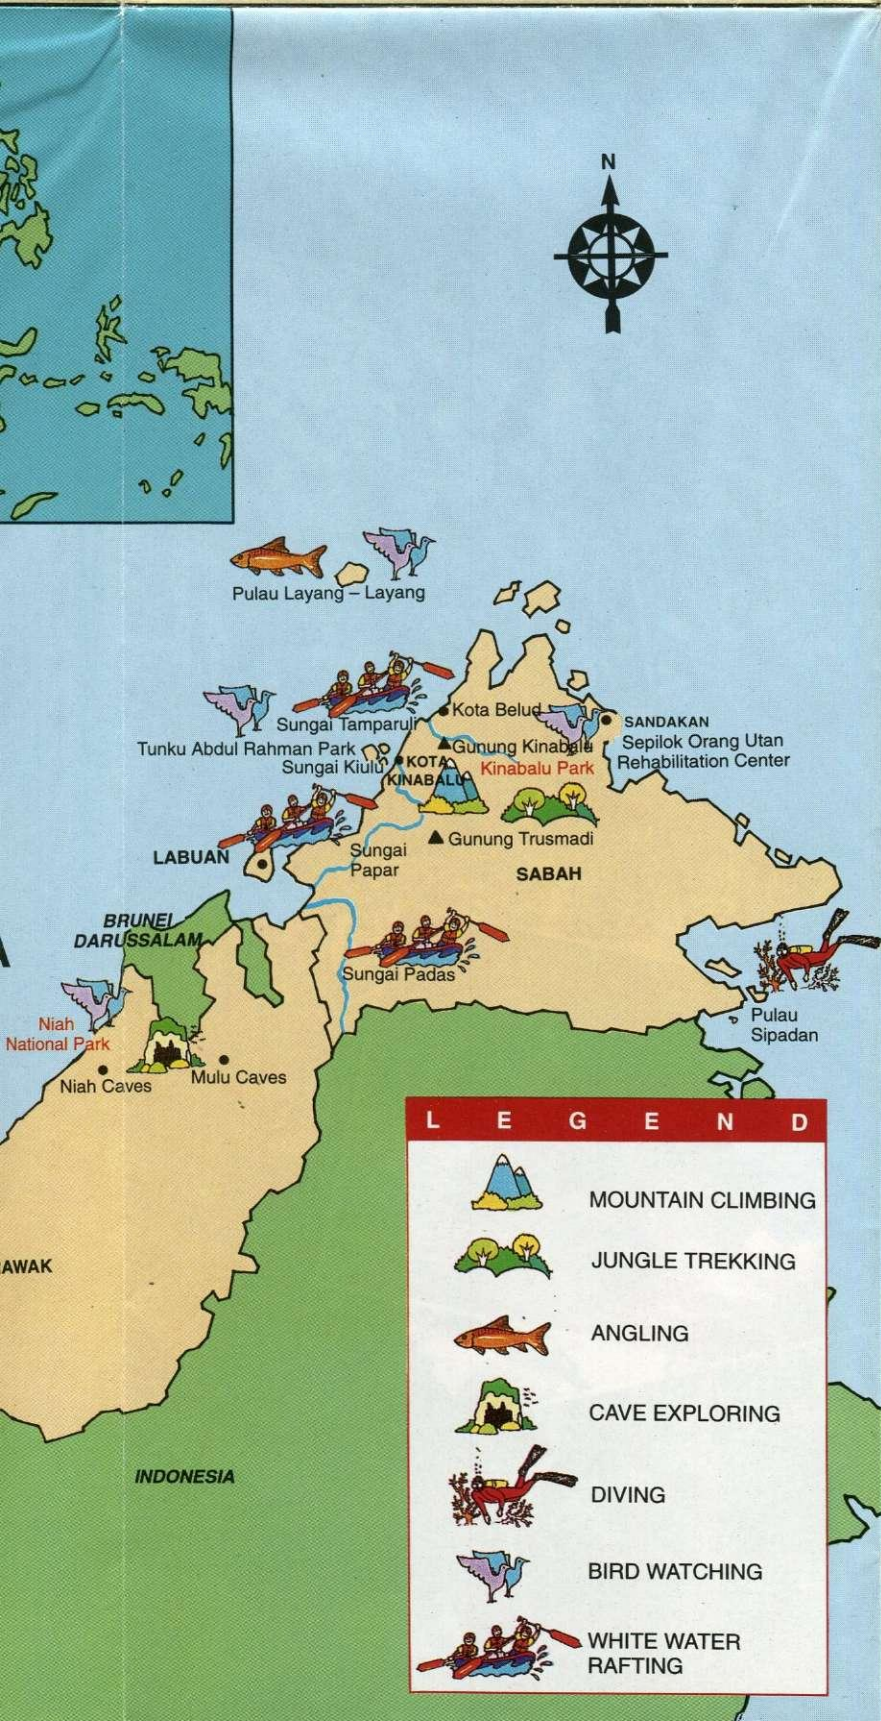 N
Pulau Layang – Layang
Kota Belud
Sungai Tamparuli
SANDAKAN
Tunku Abdul Rahman Park
Gunung Kinabalu
Sepilok Orang Utan
Rehabilitation Center
Sungai Kiulu
KOTA
KINABALU
Kinabalu Park
Gunung Trusmadi
LABUAN
Sungai
Papar
SABAH
BRUNEI
DARUSSALAM
A
Sungai Padas
Niah
National Park
Pulau
Sipadan
Niah Caves
Mulu Caves
LEGEND
MOUNTAIN CLIMBING
JUNGLE TREKKING
AWAK
ANGLING
CAVE EXPLORING
INDONESIA
DIVING
BIRD WATCHING
WHITE WATER
RAFTING